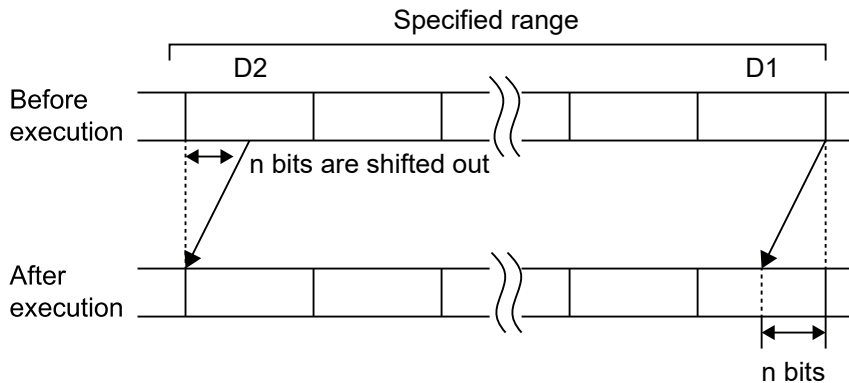 Specified range
D2
D1
Before
execution
n bits are shifted out
After
execution
n bits